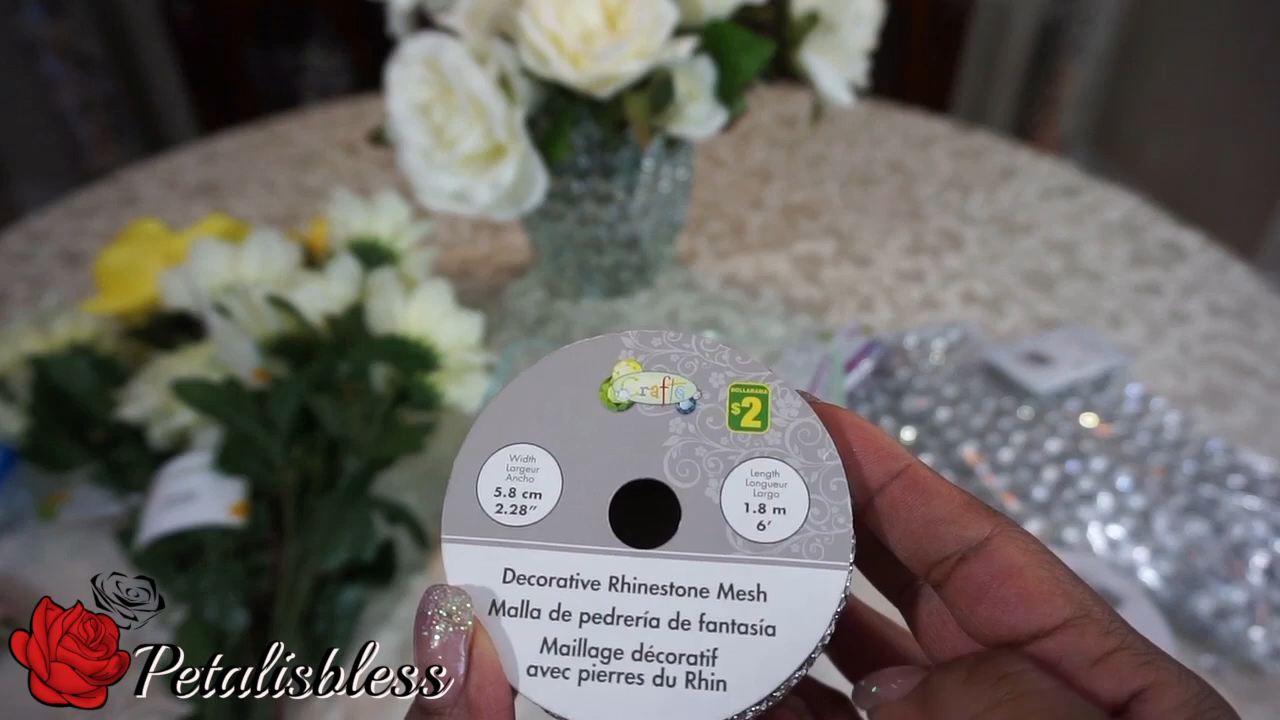 Crafts
DOLLARAMA
$2
Width
Largeur
Ancho
5.8 cm
2.28"
Length
Longueur
Largo
1.8 m
6'
Decorative Rhinestone Mesh
Malla de pedrería de fantasía
Maillage décoratif
avec pierres du Rhin
Petalisbless